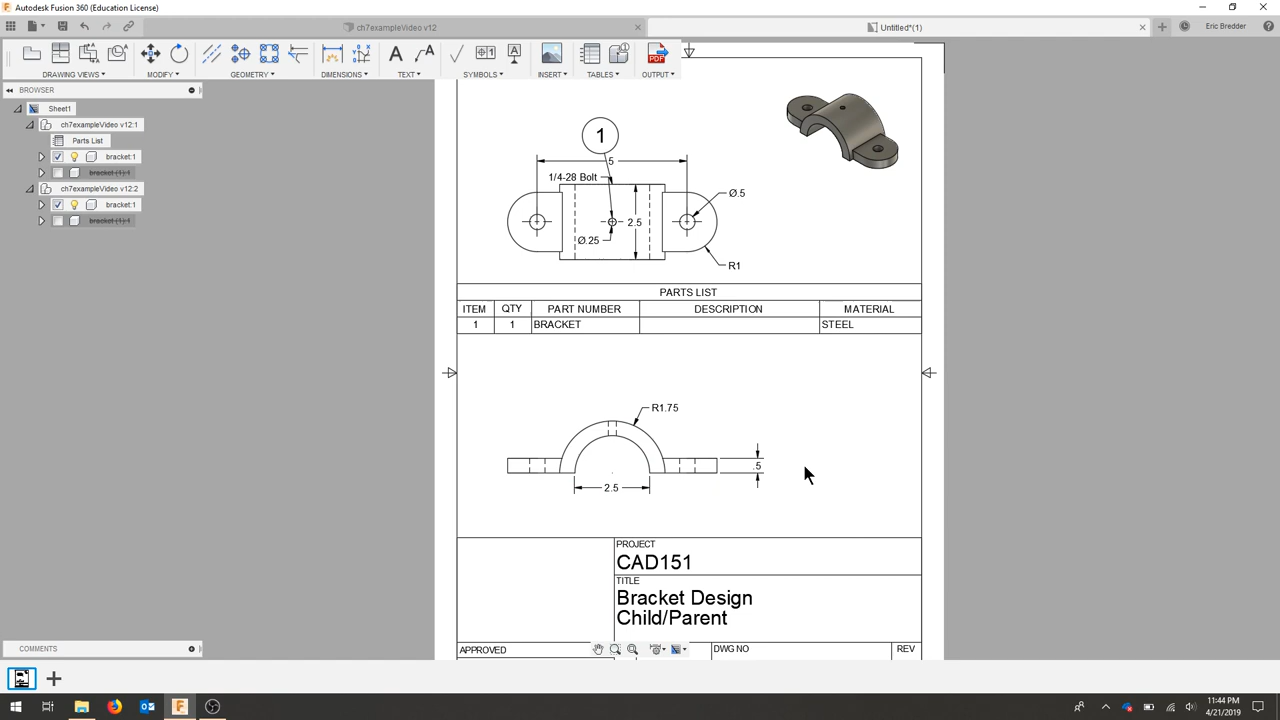 Autodesk Fusion 360 (Education License)
ch7exampleVideo v12
Untitled*(1)
Eric Bredder
DRAWING VIEWS
MODIFY
GEOMETRY
DIMENSIONS
TEXT
SYMBOLS
INSERT
TABLES
OUTPUT
PDF
BROWSER
Sheet1
ch7exampleVideo v12:1
Parts List
bracket:1
bracket (1):1
ch7exampleVideo v12:2
bracket:1
bracket (1):1
1
5
1/4-28 Bolt
Ø.5
2.5
Ø.25
R1
PARTS LIST
ITEM QTY PART NUMBER DESCRIPTION MATERIAL
1 1 BRACKET STEEL
R1.75
.5
2.5
PROJECT
CAD151
TITLE
Bracket Design
Child/Parent
APPROVED DWG NO REV
COMMENTS
11:44 PM
4/21/2019